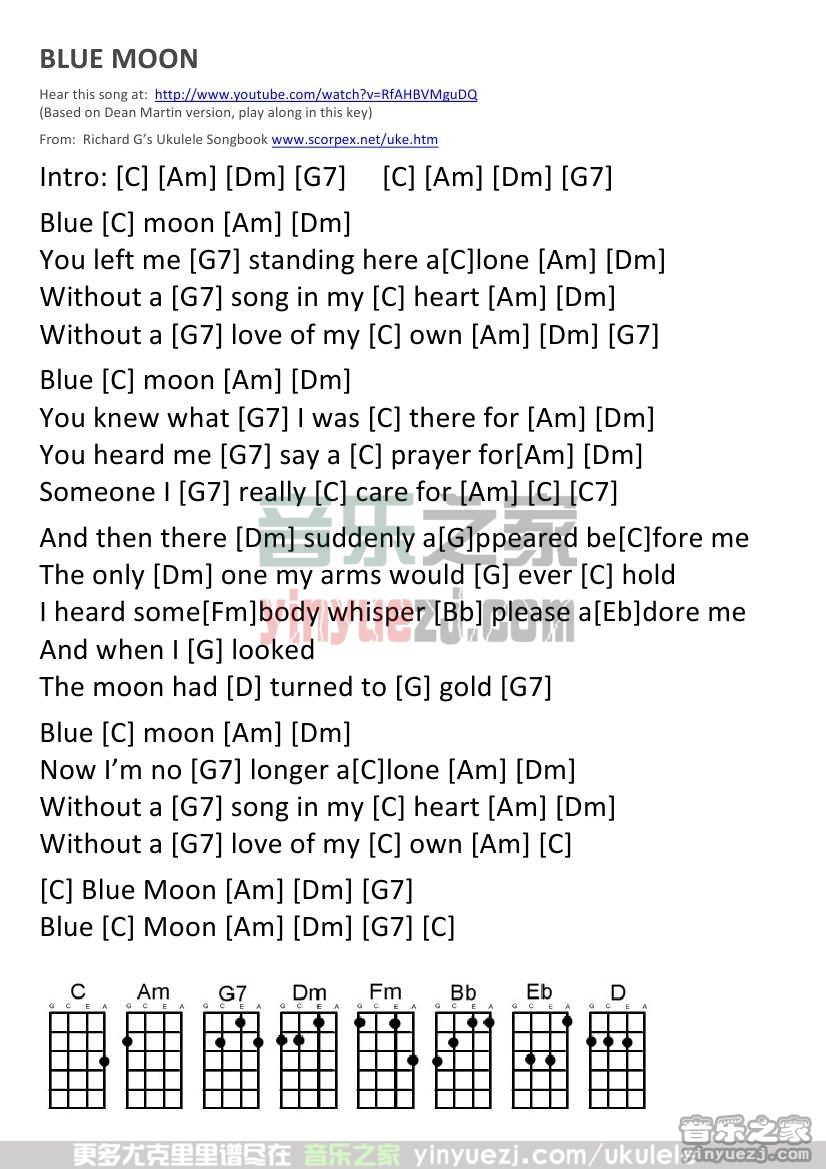 BLUE MOON
Hear this song at: http://www.youtube.com/watch?v=RfAHBVMguDQ
(Based on Dean Martin version, play along in this key)
From: Richard G’s Ukulele Songbook www.scorpex.net/uke.htm
Intro: [C] [Am] [Dm] [G7] [C] [Am] [Dm] [G7]
Blue [C] moon [Am] [Dm]
You left me [G7] standing here a[C]lone [Am] [Dm]
Without a [G7] song in my [C] heart [Am] [Dm]
Without a [G7] love of my [C] own [Am] [Dm] [G7]
Blue [C] moon [Am] [Dm]
You knew what [G7] I was [C] there for [Am] [Dm]
You heard me [G7] say a [C] prayer for[Am] [Dm]
Someone I [G7] really [C] care for [Am] [C] [C7]
音乐之家
And then there [Dm] suddenly a[G]ppeared be[C]fore me
The only [Dm] one my arms would [G] ever [C] hold
I heard some[Fm]body whisper [Bb] please a[Eb]dore me
yinyuezj.com
And when I [G] looked
The moon had [D] turned to [G] gold [G7]
Blue [C] moon [Am] [Dm]
Now I’m no [G7] longer a[C]lone [Am] [Dm]
Without a [G7] song in my [C] heart [Am] [Dm]
Without a [G7] love of my [C] own [Am] [C]
[C] Blue Moon [Am] [Dm] [G7]
Blue [C] Moon [Am] [Dm] [G7] [C]
C Am G7 Dm Fm Bb Eb D
G C E A G C E A G C E A G C E A G C E A G C E A G C E A G C E A
音乐之家
yinyuezj.com
更多尤克里里谱尽在 音乐之家 yinyuezj.com/ukulele